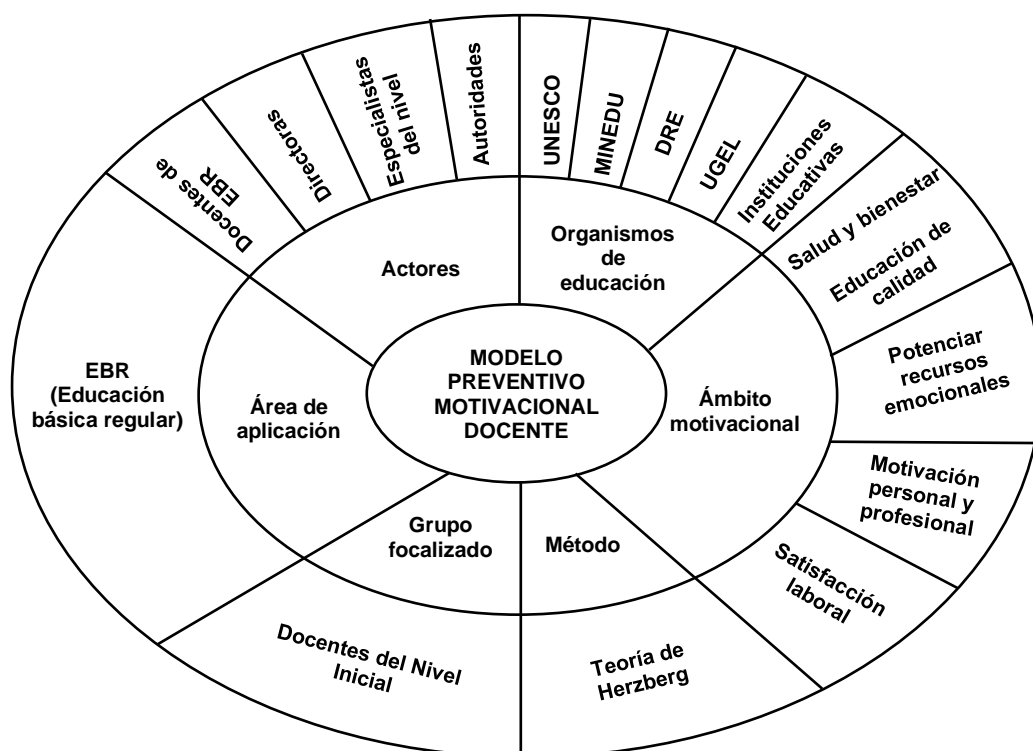 Docentes de
EBR
Directoras
Especialistas
del nivel
Autoridades
UNESCO
MINEDU
DRE
UGEL
Instituciones
Educativas
Salud y bienestar
Educación de
calidad
Potenciar
recursos
emocionales
Motivación
personal y
profesional
Satisfacción
laboral
Actores
Organismos
de
educación
EBR
(Educación
básica regular)
Área de
aplicación
MODELO
PREVENTIVO
MOTIVACIONAL
DOCENTE
Ámbito
motivacional
Grupo
focalizado
Método
Docentes del Nivel
Inicial
Teoría de
Herzberg